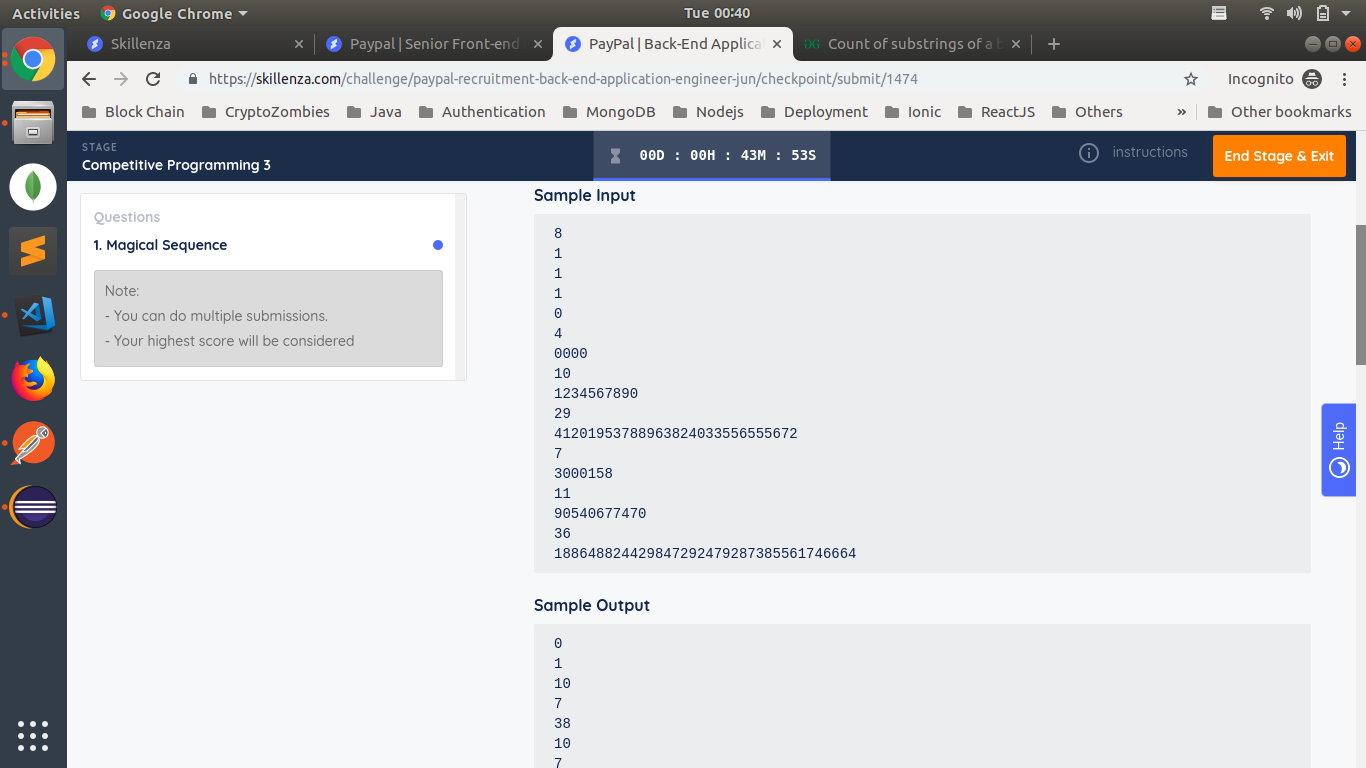 Activities Google Chrome Tue 00:40
Skillenza Paypal | Senior Front-end PayPal | Back-End Applica Count of substrings of a b
https://skillenza.com/challenge/paypal-recruitment-back-end-application-engineer-jun/checkpoint/submit/1474 Incognito
Block Chain CryptoZombies Java Authentication MongoDB Nodejs Deployment Ionic ReactJS Others » Other bookmarks
STAGE
Competitive Programming 3
00D : 00H : 43M : 53S
instructions
End Stage & Exit
Questions
1. Magical Sequence
Note:
- You can do multiple submissions.
- Your highest score will be considered
Sample Input
8
1
1
1
0
4
0000
10
1234567890
29
41201953788963824033556555672
7
3000158
11
90540677470
36
188648824429847292479287385561746664
Sample Output
0
1
10
7
38
10
7
Help